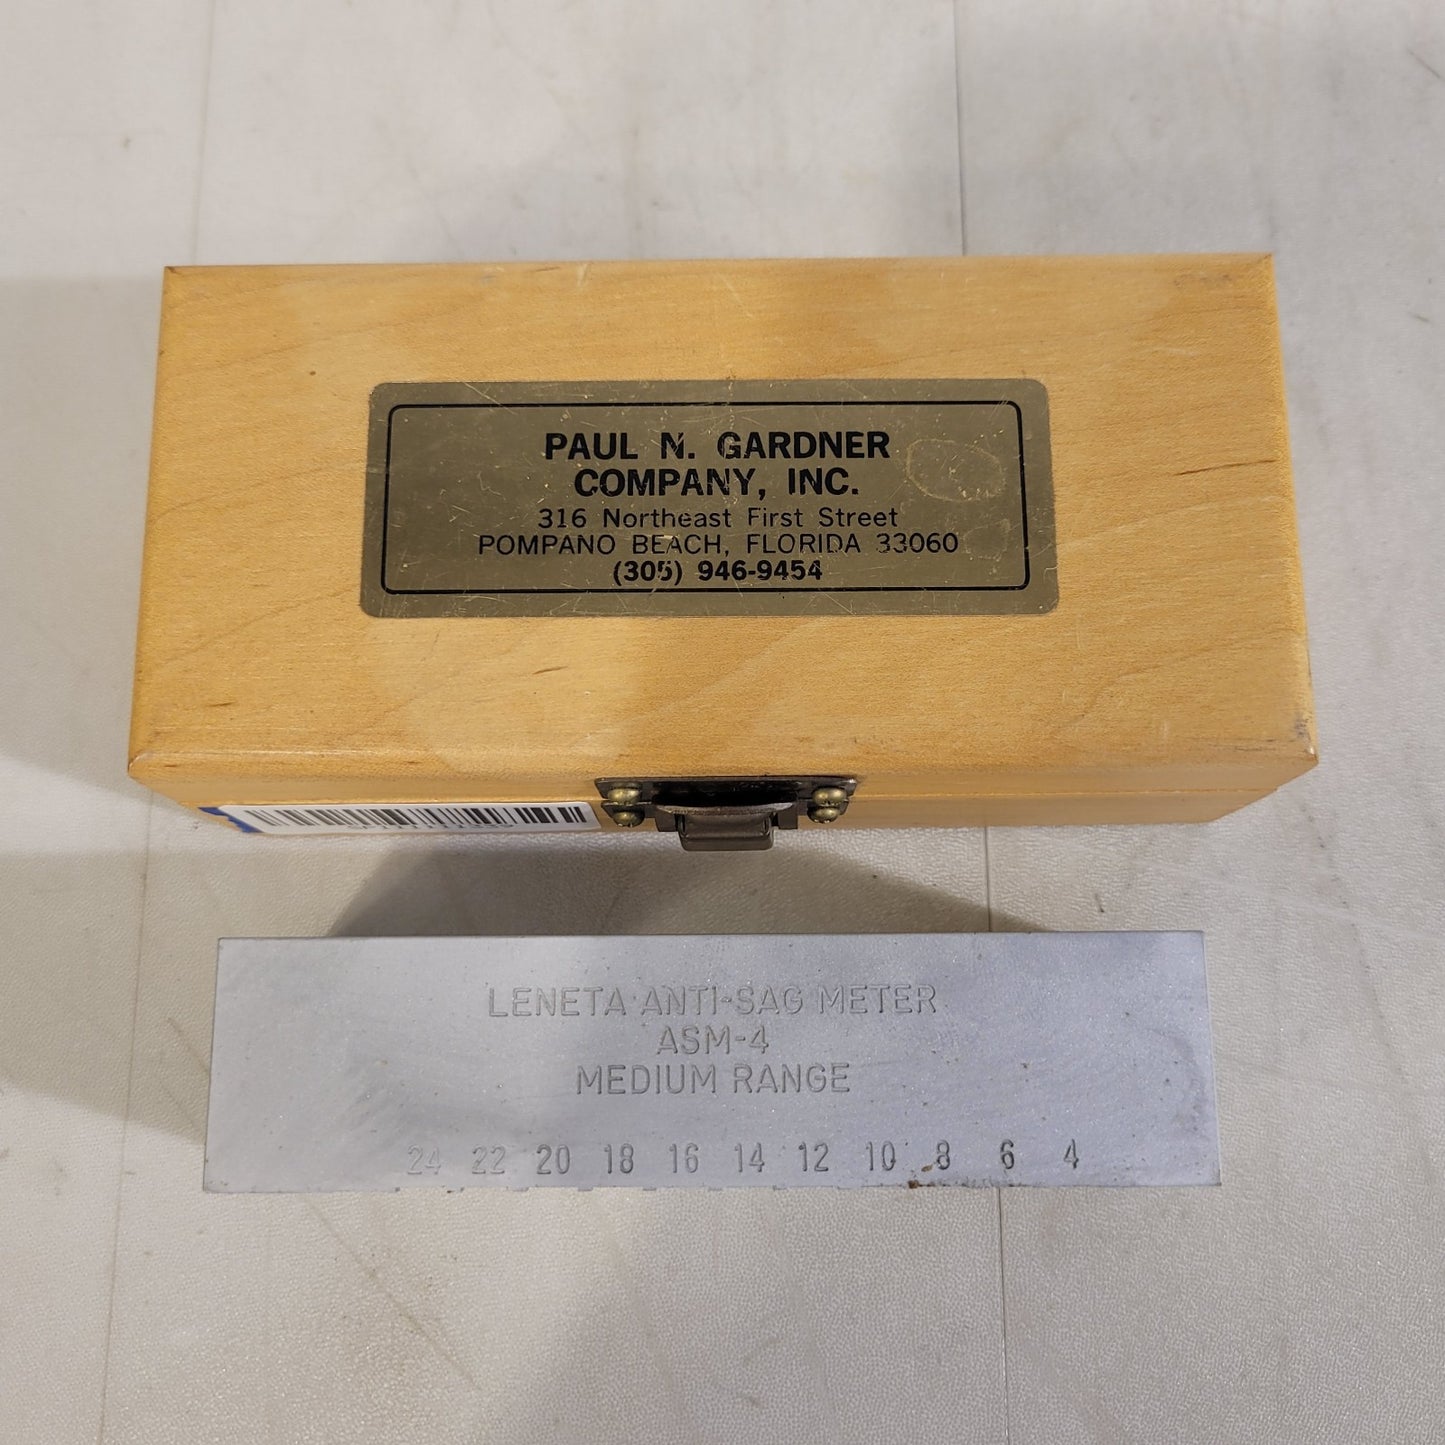 PAUL N. GARDNER
COMPANY, INC.
316 Northeast First Street
POMPANO BEACH, FLORIDA 33060
(305) 946-9454
LENETA ANTI-SAG METER
ASM-4
MEDIUM RANGE
24 22 20 18 16 14 12 10 8 6 4